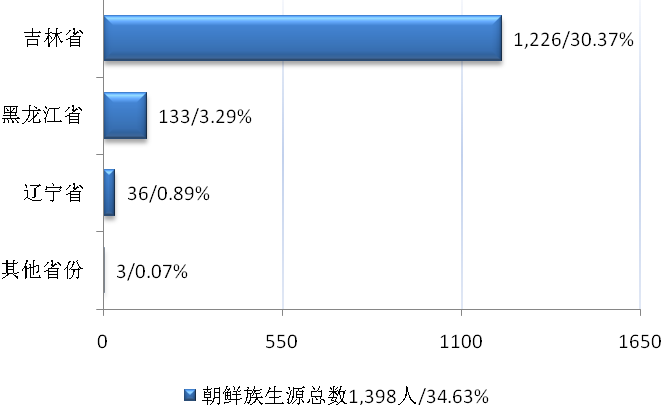 吉林省 1,226/30.37%
黑龙江省 133/3.29%
辽宁省 36/0.89%
其他省份 3/0.07%
0 550 1100 1650
朝鲜族生源总数1,398人/34.63%